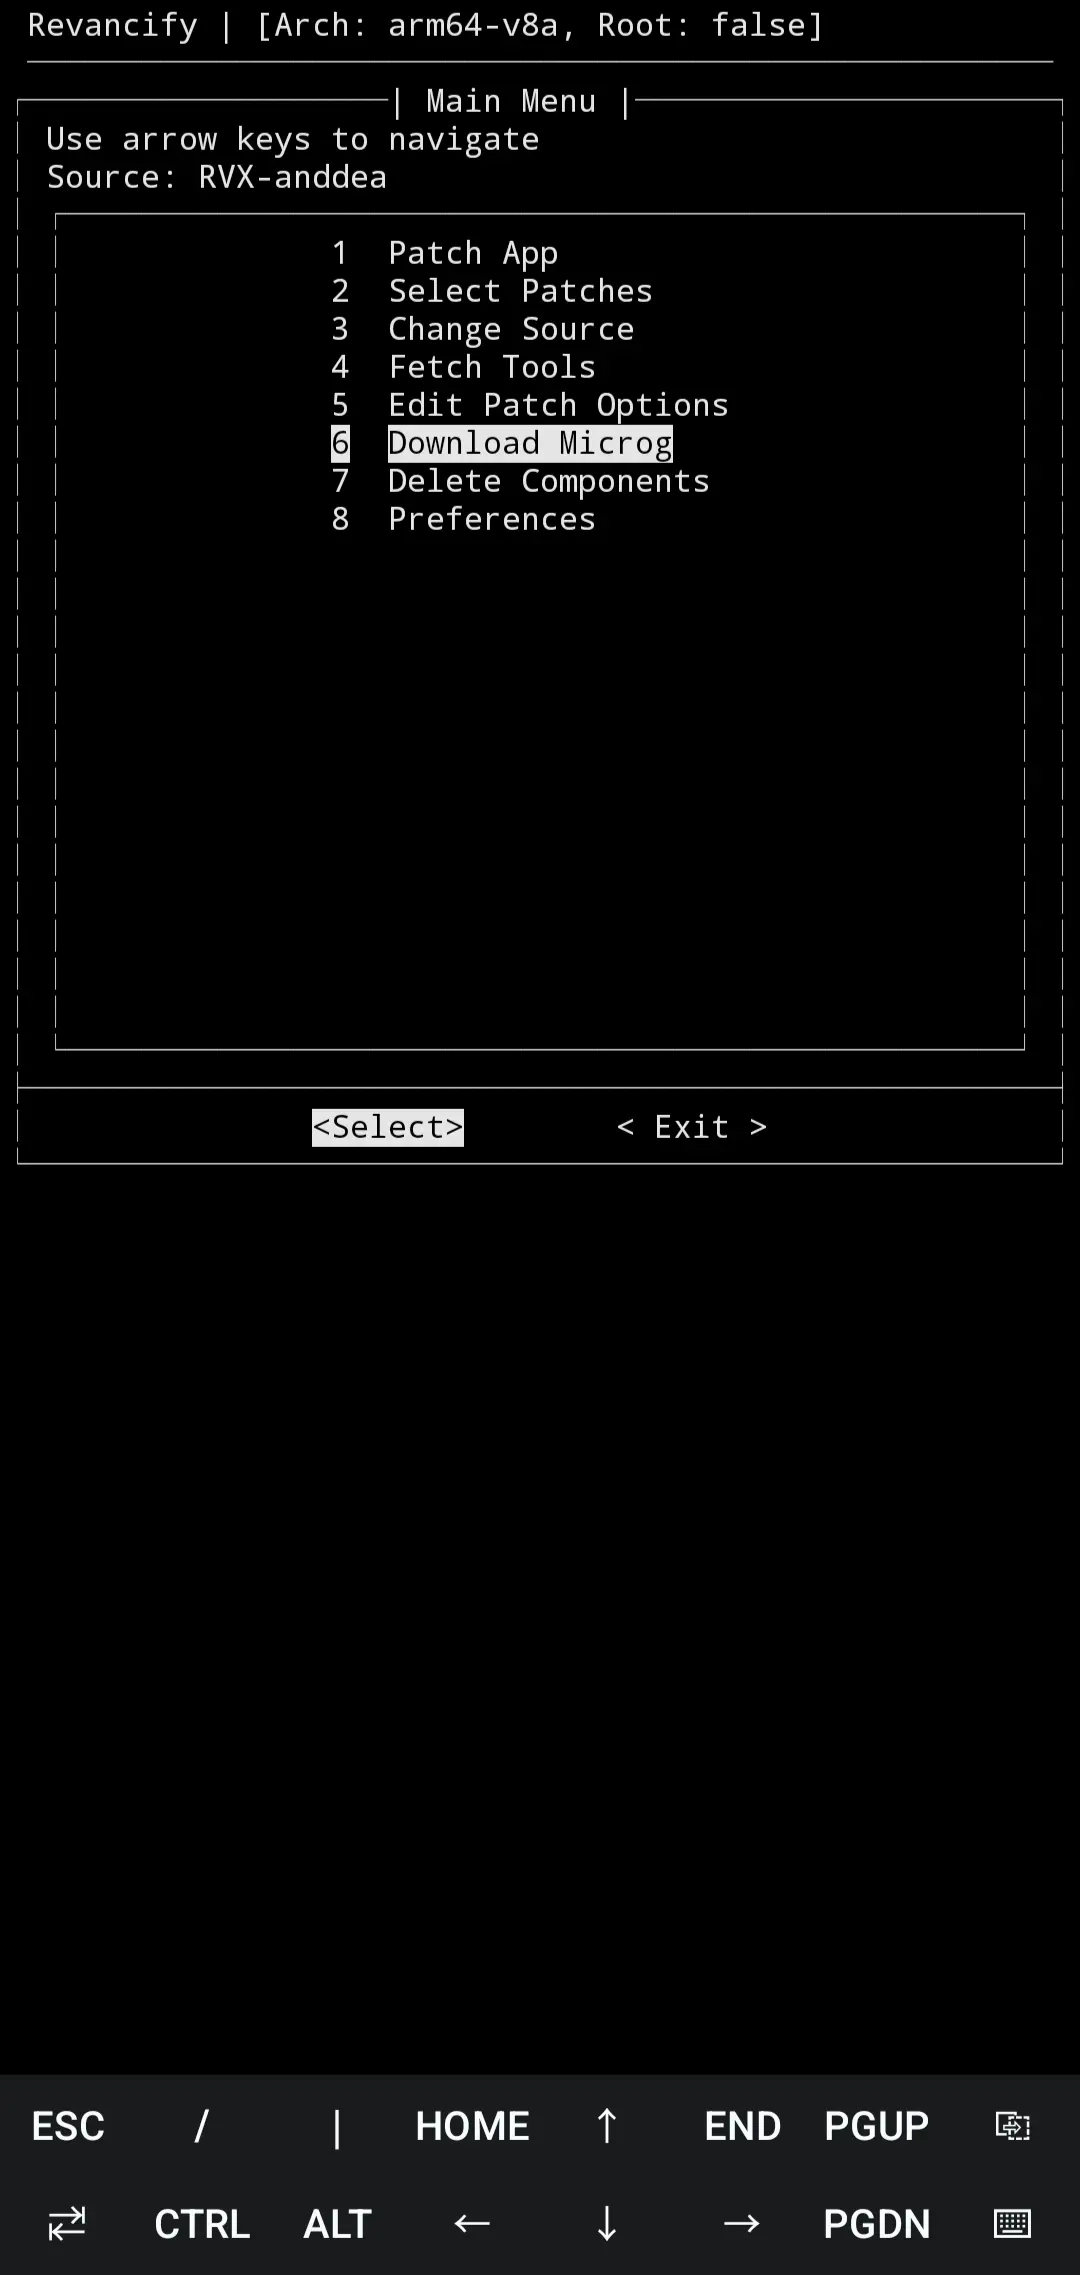 Revancify | [Arch: arm64-v8a, Root: false]
| Main Menu |
Use arrow keys to navigate
Source: RVX-anddea
1 Patch App
2 Select Patches
3 Change Source
4 Fetch Tools
5 Edit Patch Options
6 Download Microg
7 Delete Components
8 Preferences
<Select> < Exit >
ESC / | HOME ↑ END PGUP
⇄ CTRL ALT ← ↓ → PGDN